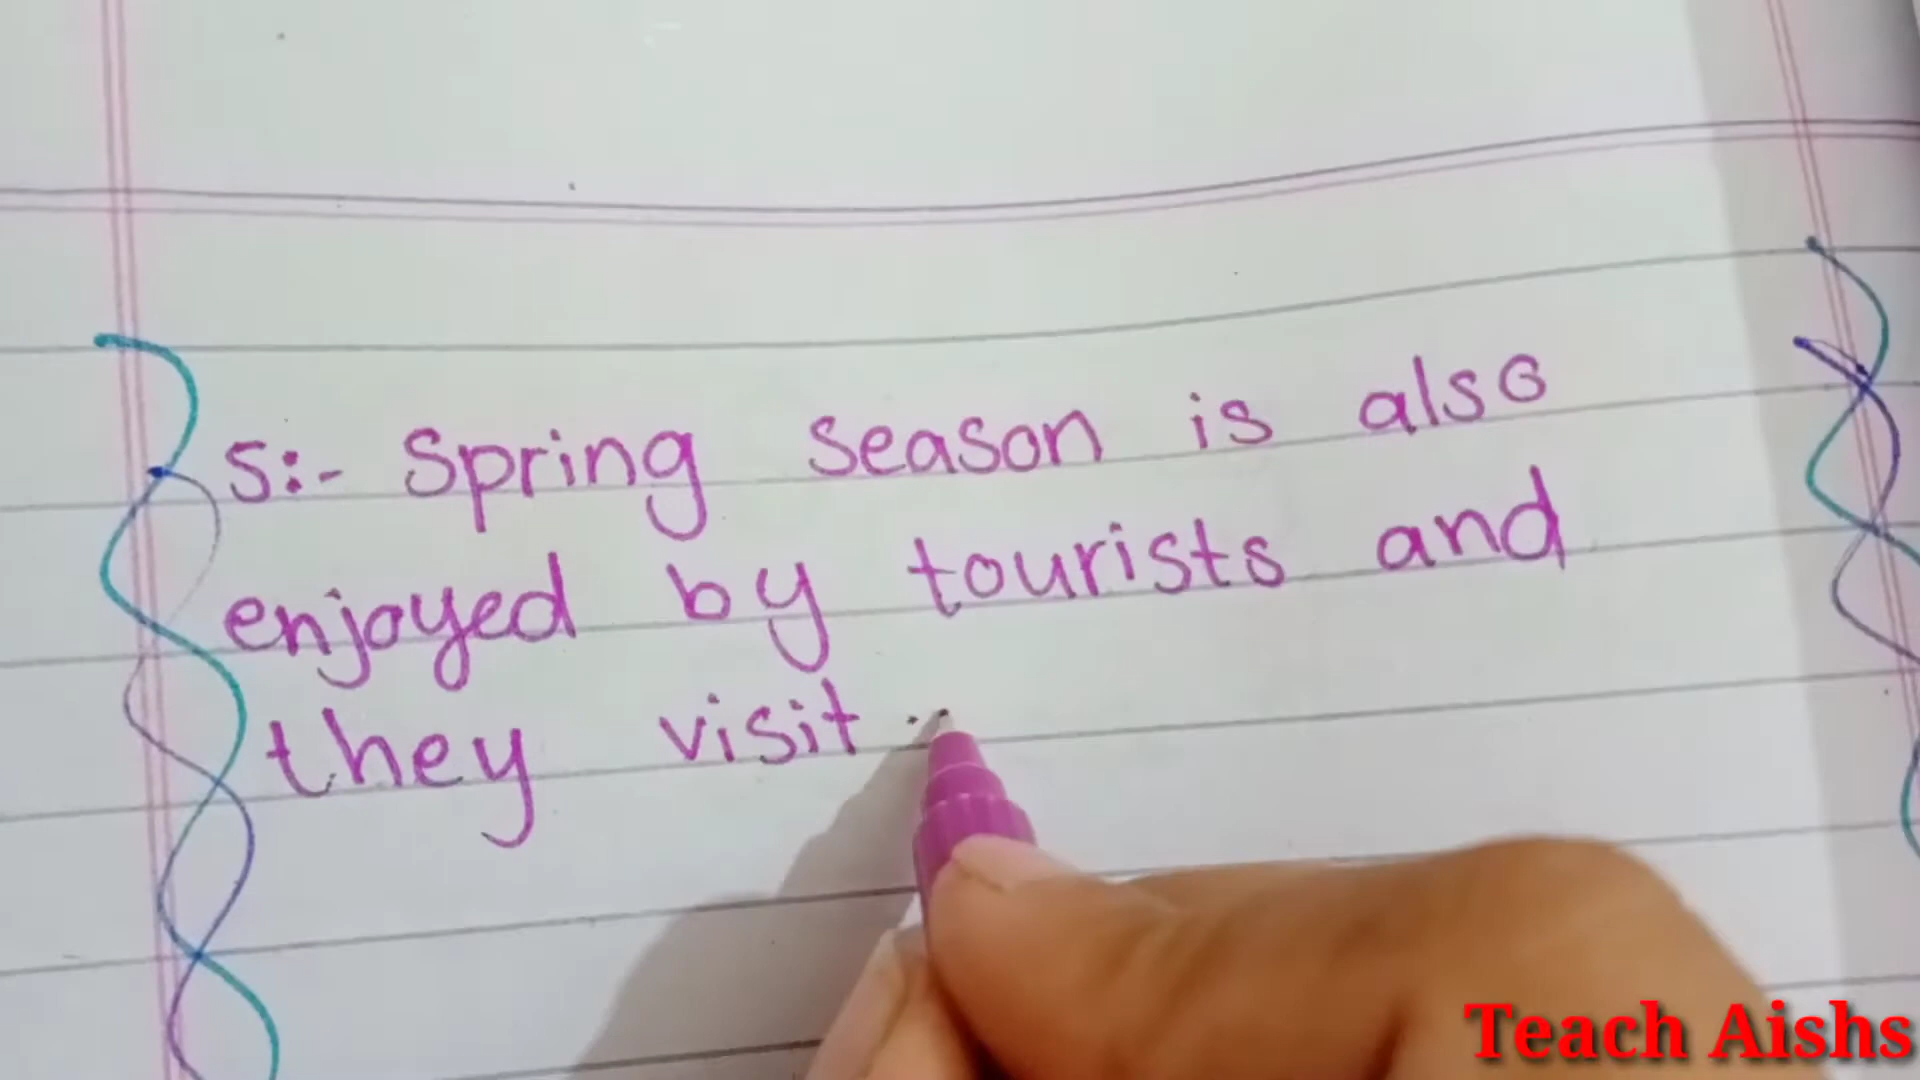 5:- Spring season is also
enjoyed by tourists and
they visit
Teach Aishs